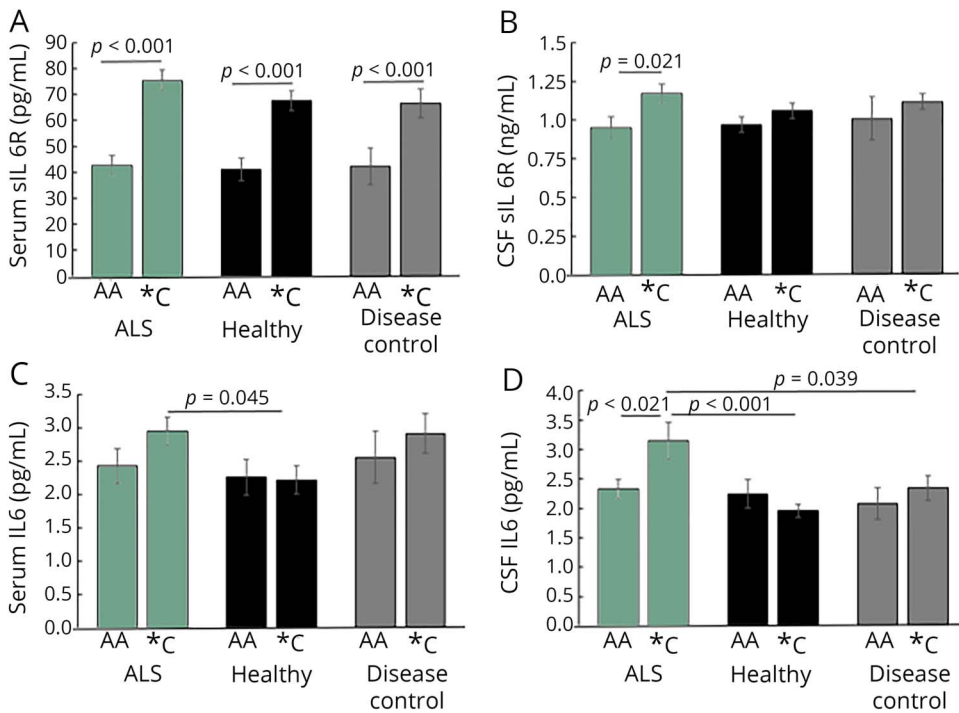 A
Serum sIL 6R (pg/mL)
90
80
70
60
50
40
30
20
10
0
p < 0.001
p < 0.001
p < 0.001
AA *C AA *C AA *C
ALS Healthy Disease
control
B
CSF sIL 6R (ng/mL)
1.5
1.25
1.0
0.75
0.5
0.25
0.0
p = 0.021
AA *C AA *C AA *C
ALS Healthy Disease
control
C
Serum IL6 (pg/mL)
3.5
3.0
2.5
2.0
1.5
1.0
0.5
0.0
p = 0.045
AA *C AA *C AA *C
ALS Healthy Disease
control
D
CSF IL6 (pg/mL)
4.0
3.5
3.0
2.5
2.0
1.5
1.0
0.5
0.0
p = 0.039
p < 0.021 p < 0.001
AA *C AA *C AA *C
ALS Healthy Disease
control